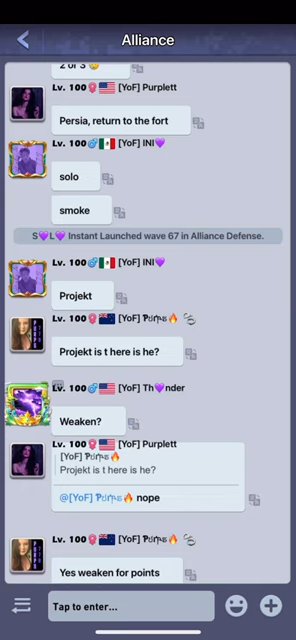 Alliance
2 or 3
Lv. 100 [YoF] Purplett
Persia, return to the fort
Lv. 100 [YoF] INI💜
solo
smoke
S💜L💜 Instant Launched wave 67 in Alliance Defense.
Lv. 100 [YoF] INI💜
Projekt
Lv. 100 [YoF]
Projekt is t here is he?
Lv. 100 [YoF] Th💜nder
Weaken?
Lv. 100 [YoF] Purplett
[YoF]
Projekt is t here is he?
@[YoF] nope
Lv. 100 [YoF]
Yes weaken for points
Tap to enter...